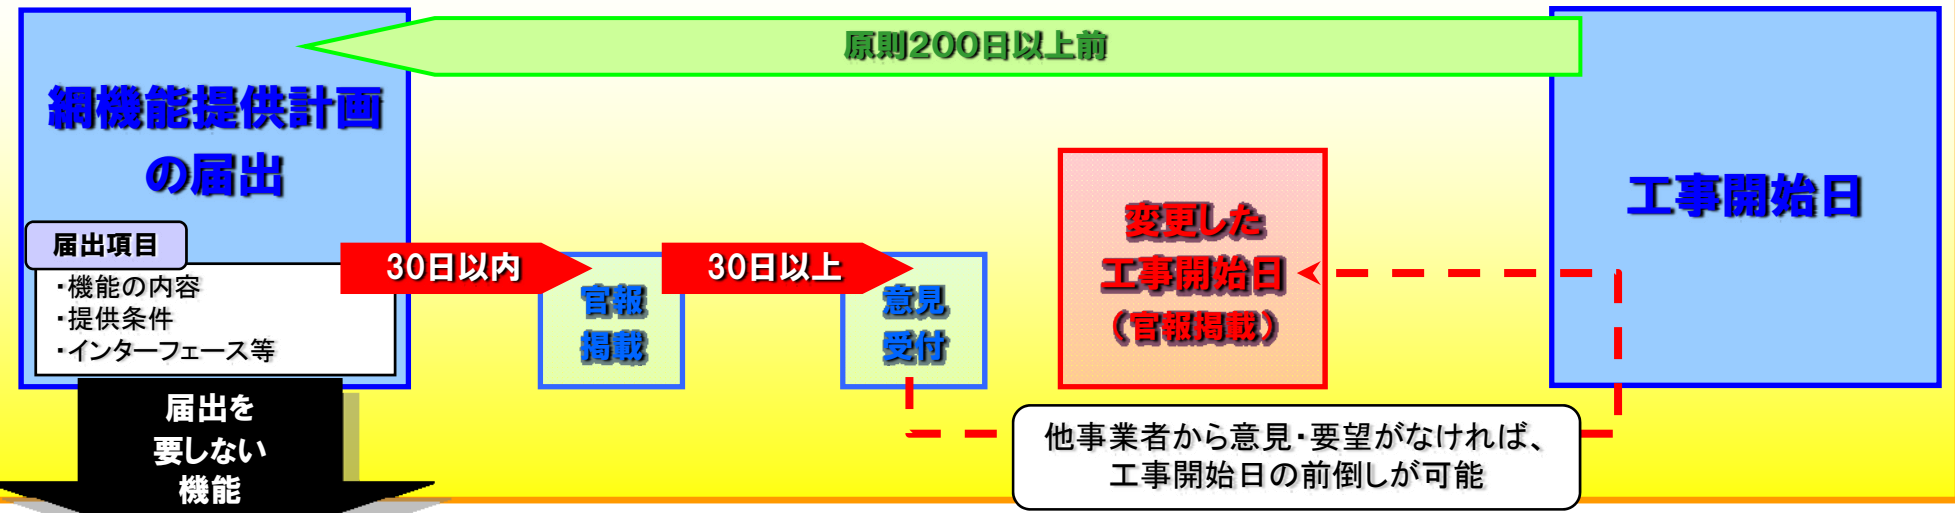 原則200日以上前
網機能提供計画
の届出
届出項目
・機能の内容
・提供条件
・インターフェース等
30日以内
官報
掲載
30日以上
意見
受付
変更した
工事開始日
（官報掲載）
工事開始日
他事業者から意見・要望がなければ、
工事開始日の前倒しが可能
届出を
要しない
機能